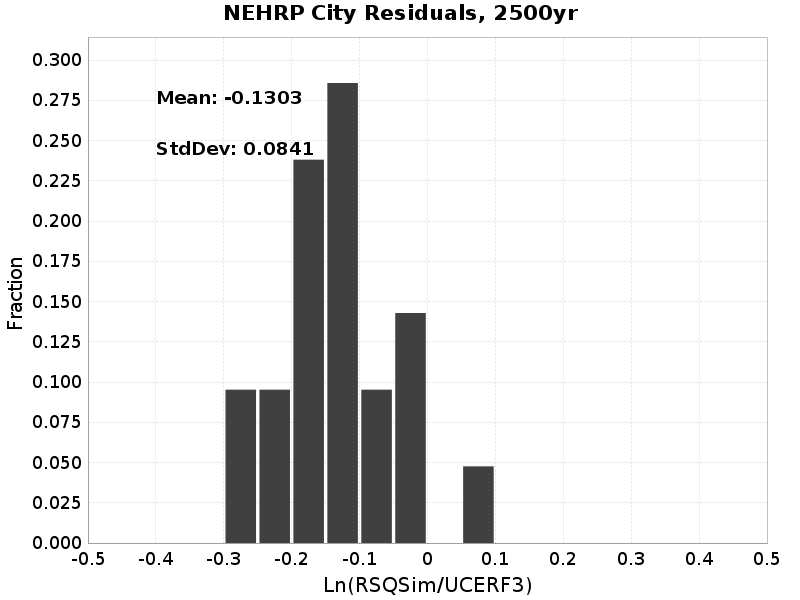 NEHRP City Residuals, 2500yr
0.300
0.275
0.250
0.225
0.200
0.175
0.150
0.125
0.100
0.075
0.050
0.025
0.000
Fraction
Mean: -0.1303
StdDev: 0.0841
-0.5 -0.4 -0.3 -0.2 -0.1 0 0.1 0.2 0.3 0.4 0.5
Ln(RSQSim/UCERF3)